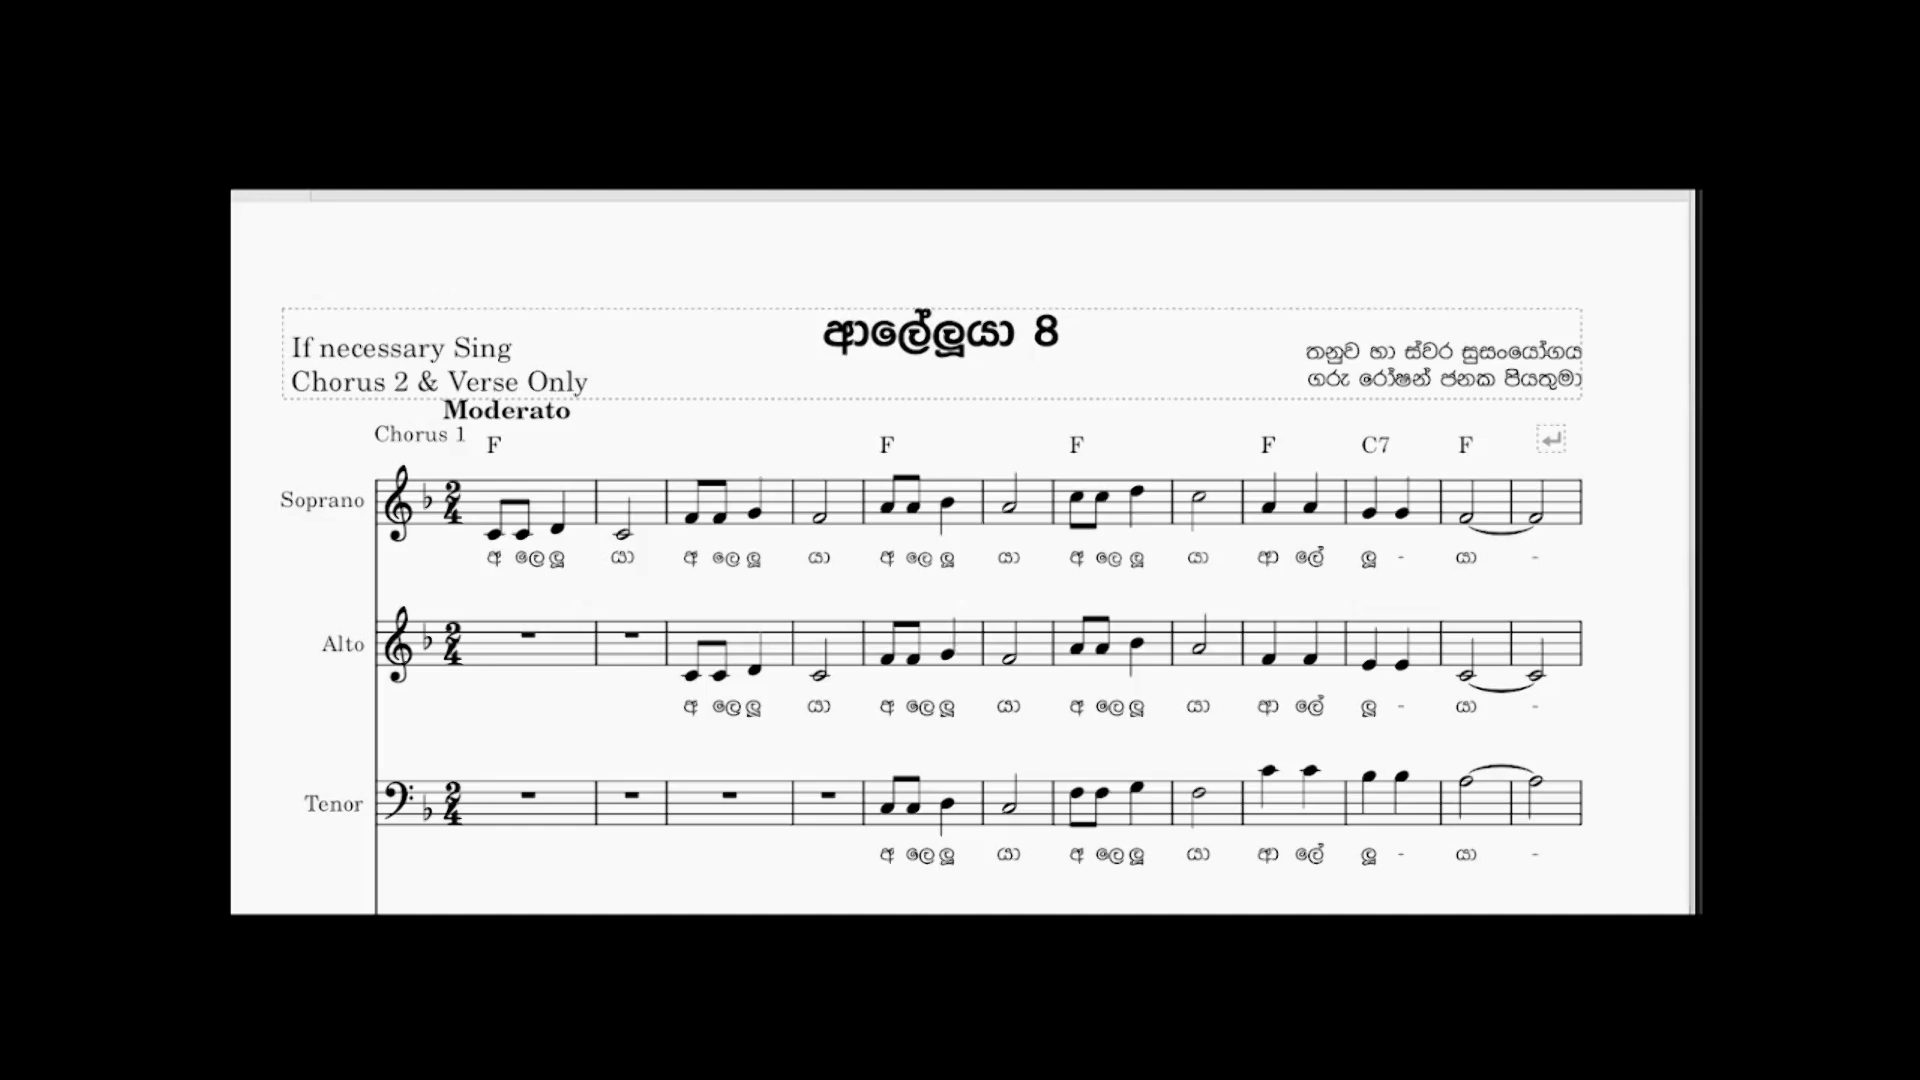 ආලේලූයා 8
If necessary Sing
Chorus 2 & Verse Only
තනුව හා ස්වර සුසංයෝගය
ගරු රෝෂන් ජනක පියතුමා
Moderato
Chorus 1 F F F F C7 F
Soprano
අ ලෙ ලූ යා අ ලෙ ලූ යා අ ලෙ ලූ යා අ ලෙ ලූ යා ආ ලේ ලූ - යා -
Alto
අ ලෙ ලූ යා අ ලෙ ලූ යා අ ලෙ ලූ යා ආ ලේ ලූ - යා -
Tenor
අ ලෙ ලූ යා අ ලෙ ලූ යා ආ ලේ ලූ - යා -